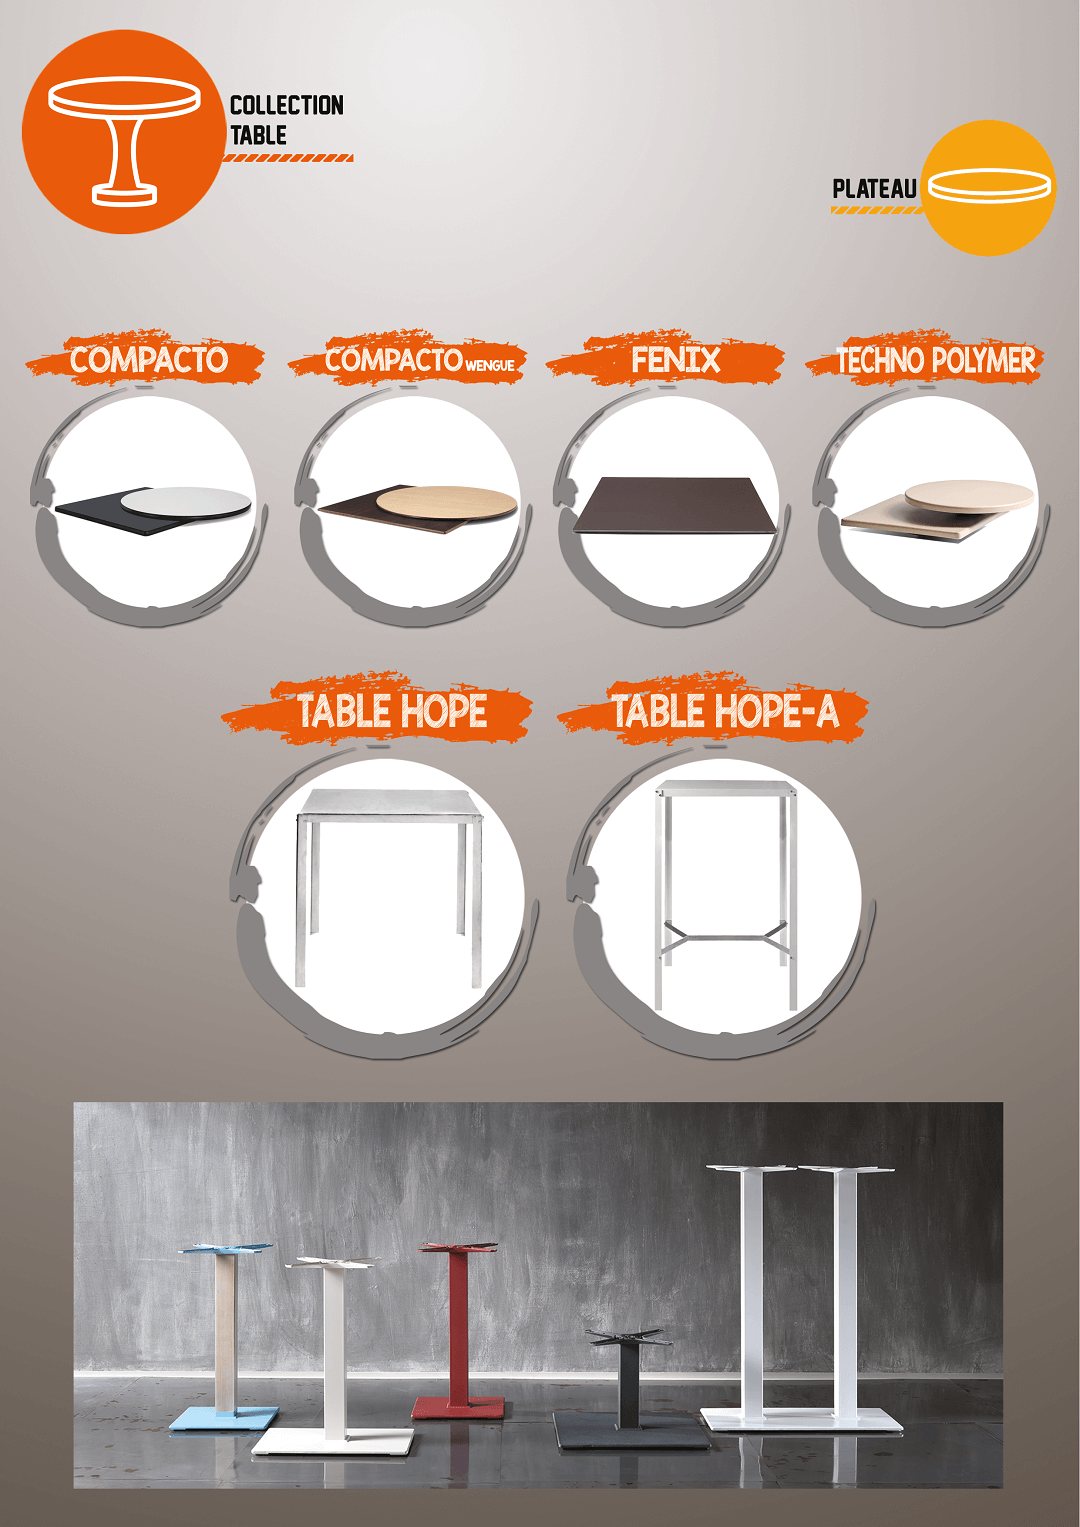 COLLECTION
TABLE
PLATEAU
COMPACTO
COMPACTO WENGUE
FENIX
TECHNO POLYMER
TABLE HOPE
TABLE HOPE-A